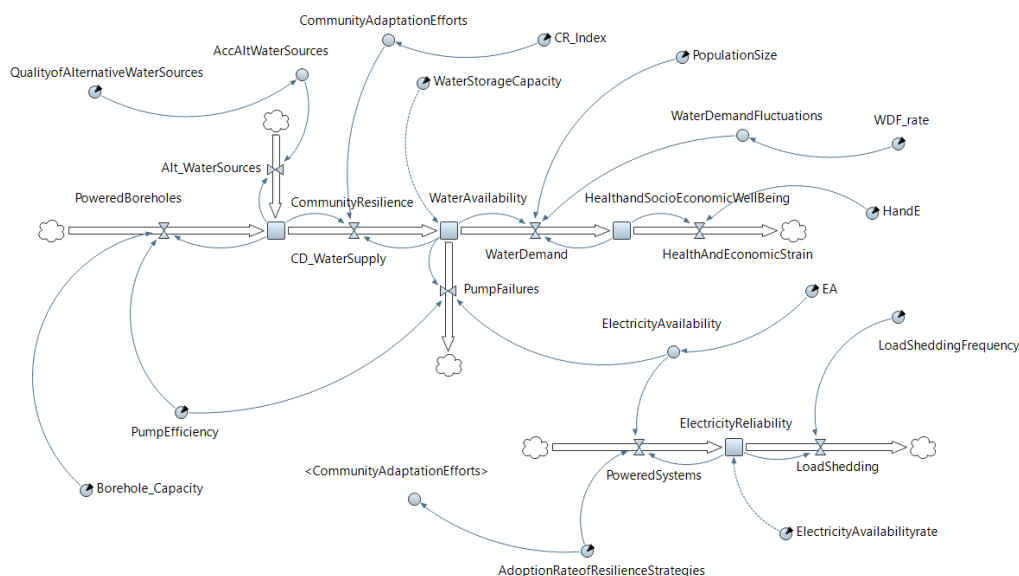 CommunityAdaptationEfforts
CR_Index
AccAltWaterSources
PopulationSize
QualityofAlternativeWaterSources
WaterStorageCapacity
WaterDemandFluctuations
WDF_rate
Alt_WaterSources
PoweredBoreholes
CommunityResilience
WaterAvailability
HealthandSocioEconomicWellBeing
HandE
CD_WaterSupply
WaterDemand
HealthAndEconomicStrain
PumpFailures
EA
ElectricityAvailability
LoadSheddingFrequency
PumpEfficiency
ElectricityReliability
<CommunityAdaptationEfforts>
PoweredSystems
LoadShedding
Borehole_Capacity
ElectricityAvailabilityrate
AdoptionRateofResilienceStrategies